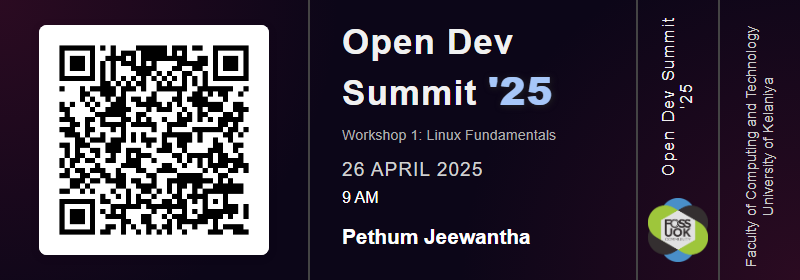 Open Dev
Summit '25
Workshop 1: Linux Fundamentals
26 APRIL 2025
9 AM
Pethum Jeewantha
Open Dev Summit
'25
FOSS
UOK
Faculty of Computing and Technology
University of Kelaniya